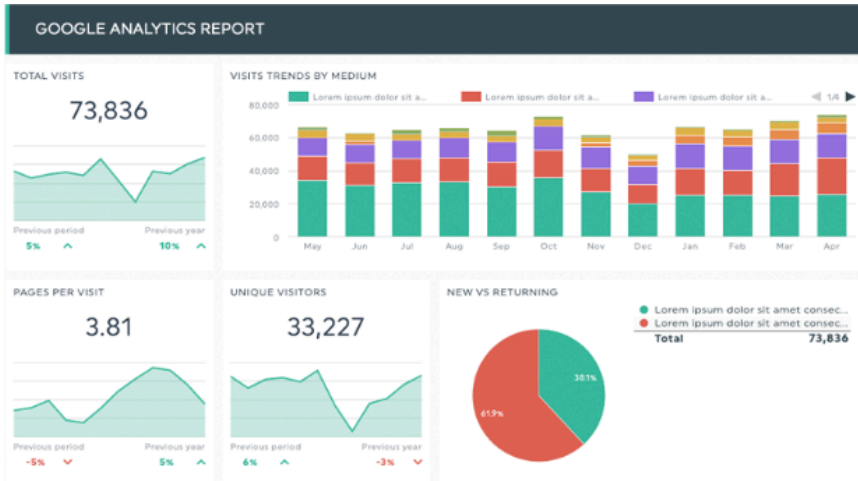 GOOGLE ANALYTICS REPORT
TOTAL VISITS
73,836
Previous period
Previous year
5%
10%
VISITS TRENDS BY MEDIUM
Lorem ipsum dolor sit a...
Lorem ipsum dolor sit a...
Lorem ipsum dolor sit a...
1/4
80,000
60,000
40,000
20,000
0
May Jun Jul Aug Sep Oct Nov Dec Jan Feb Mar Apr
PAGES PER VISIT
3.81
Previous period
Previous year
-5%
5%
UNIQUE VISITORS
33,227
Previous period
Previous year
6%
-3%
NEW VS RETURNING
38.1%
61.9%
Lorem ipsum dolor sit amet consec...
Lorem ipsum dolor sit amet consec...
Total 73,836